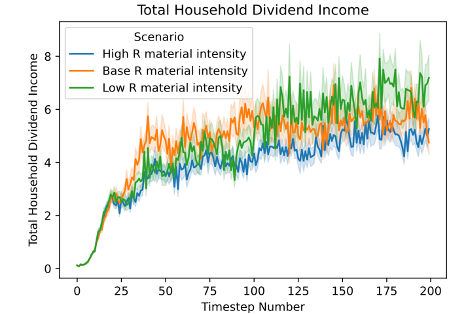 Total Household Dividend Income
Total Household Dividend Income
8
6
4
2
0
Scenario
High R material intensity
Base R material intensity
Low R material intensity
0 25 50 75 100 125 150 175 200
Timestep Number